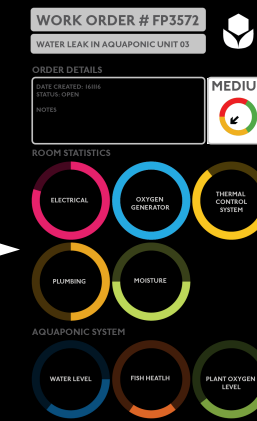 WORK ORDER # FP3572
WATER LEAK IN AQUAPONIC UNIT 03
ORDER DETAILS
DATE CREATED: 161116
STATUS: OPEN
NOTES
MEDIU
ROOM STATISTICS
ELECTRICAL
OXYGEN
GENERATOR
THERMAL
CONTROL
SYSTEM
PLUMBING
MOISTURE
AQUAPONIC SYSTEM
WATER LEVEL
FISH HEATLH
PLANT OXYGEN
LEVEL